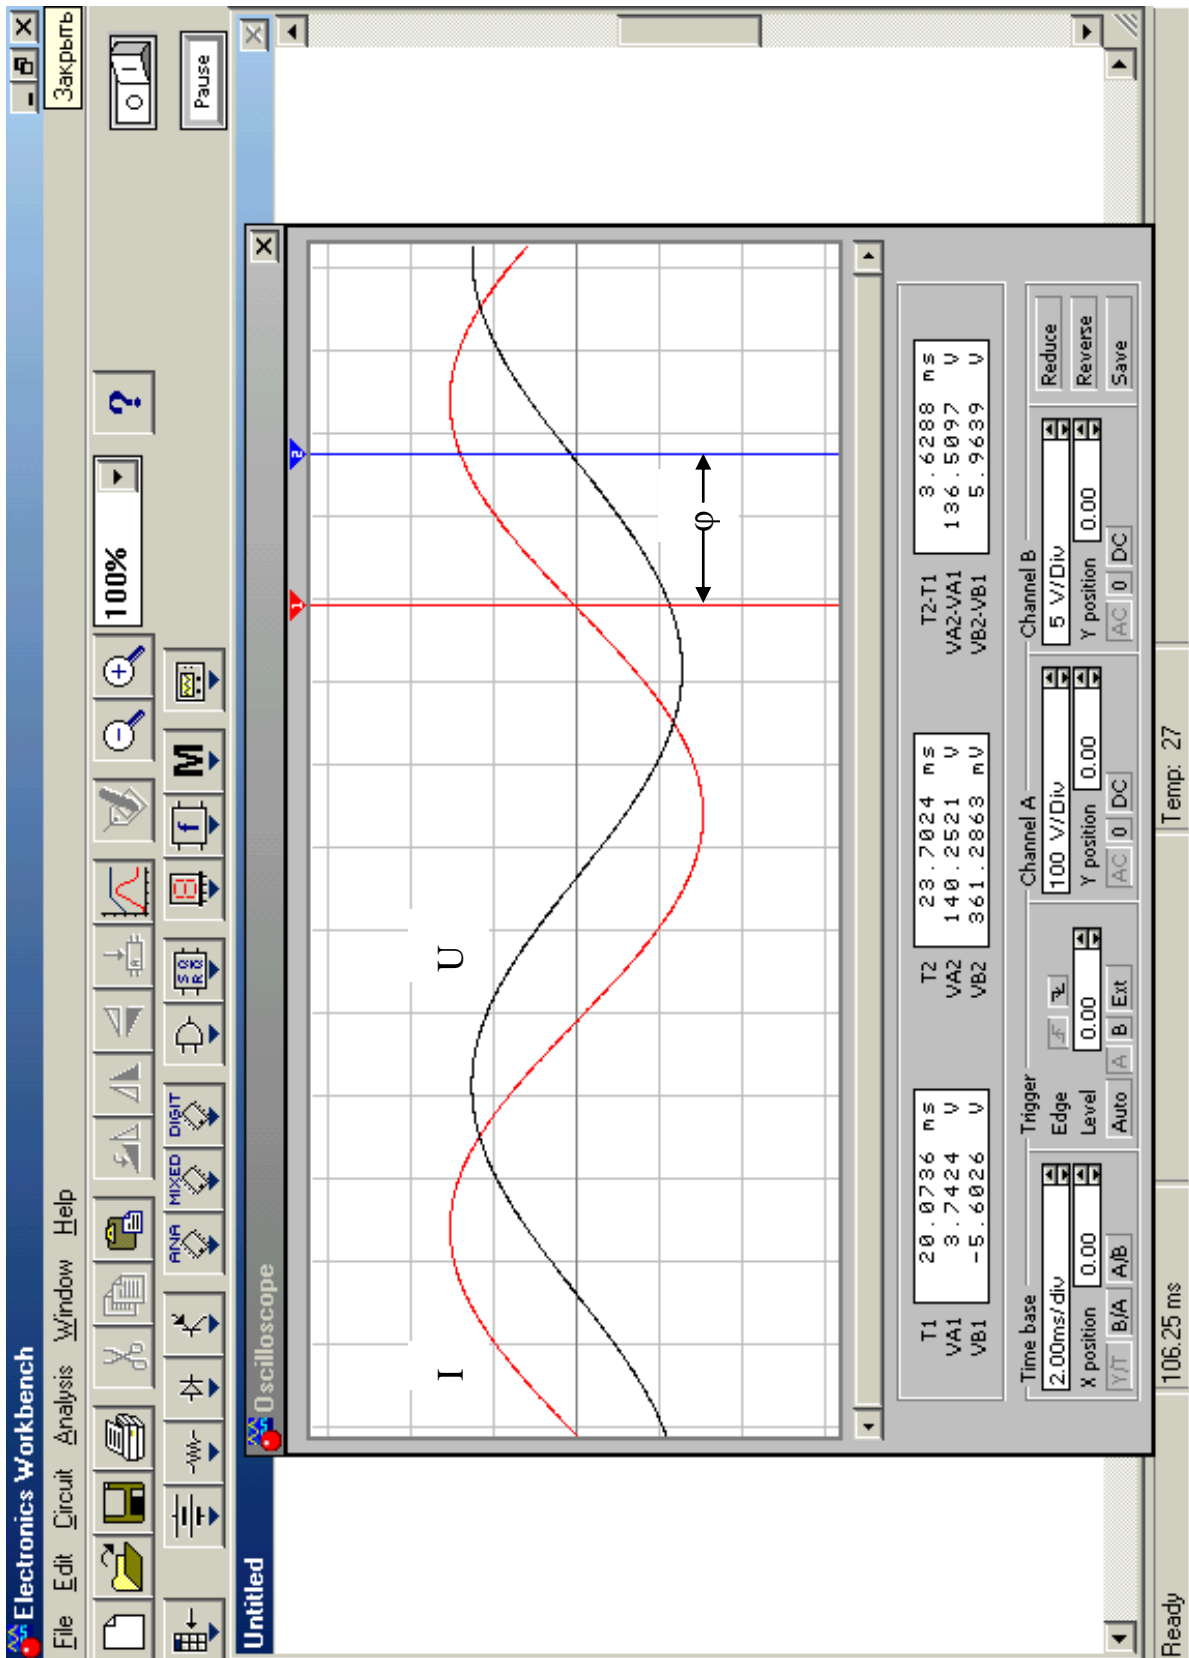 Electronics Workbench
File Edit Circuit Analysis Window Help
Закрыть
100%
?
ANA MIXED DIGIT
f M
O I
Pause
Untitled
Oscilloscope
1 2
I U
φ
T1 20.0736 ms
VA1 3.7424 V
VB1 -5.6026 V
T2 23.7024 ms
VA2 140.2521 V
VB2 361.2863 mV
T2-T1 3.6288 ms
VA2-VA1 136.5097 V
VB2-VB1 5.9639 V
Time base
2.00ms/div
X position 0.00
Y/T B/A A/B
Trigger
Edge
Level 0.00
Auto A B Ext
Channel A
100 V/Div
Y position 0.00
AC 0 DC
Channel B
5 V/Div
Y position 0.00
AC 0 DC
Reduce
Reverse
Save
Ready 106.25 ms Temp: 27